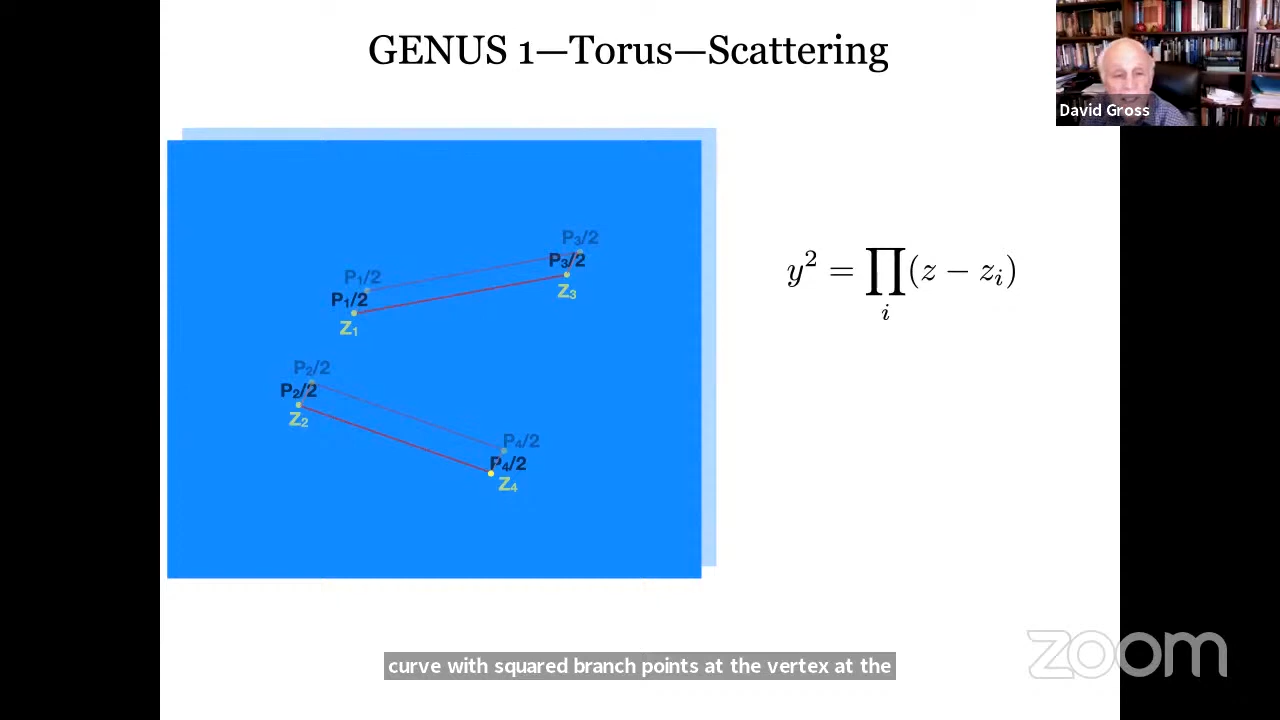 GENUS 1—Torus—Scattering
David Gross
P₃/2
P₃/2
Z₃
P₁/2
P₁/2
Z₁
P₂/2
P₂/2
Z₂
P₄/2
P₄/2
Z₄
y² = ∏ᵢ(z − zᵢ)
curve with squared branch points at the vertex at the
zoom